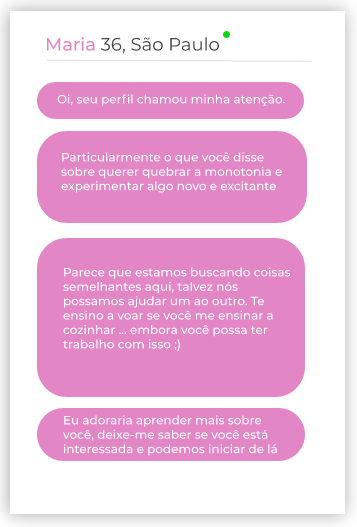 Maria 36, São Paulo
Oi, seu perfil chamou minha atenção.
Particularmente o que você disse
sobre querer quebrar a monotonia e
experimentar algo novo e excitante
Parece que estamos buscando coisas
semelhantes aqui, talvez nós
possamos ajudar um ao outro. Te
ensino a voar se você me ensinar a
cozinhar ... embora você possa ter
trabalho com isso ;)
Eu adoraria aprender mais sobre
você, deixe-me saber se você está
interessada e podemos iniciar de lá